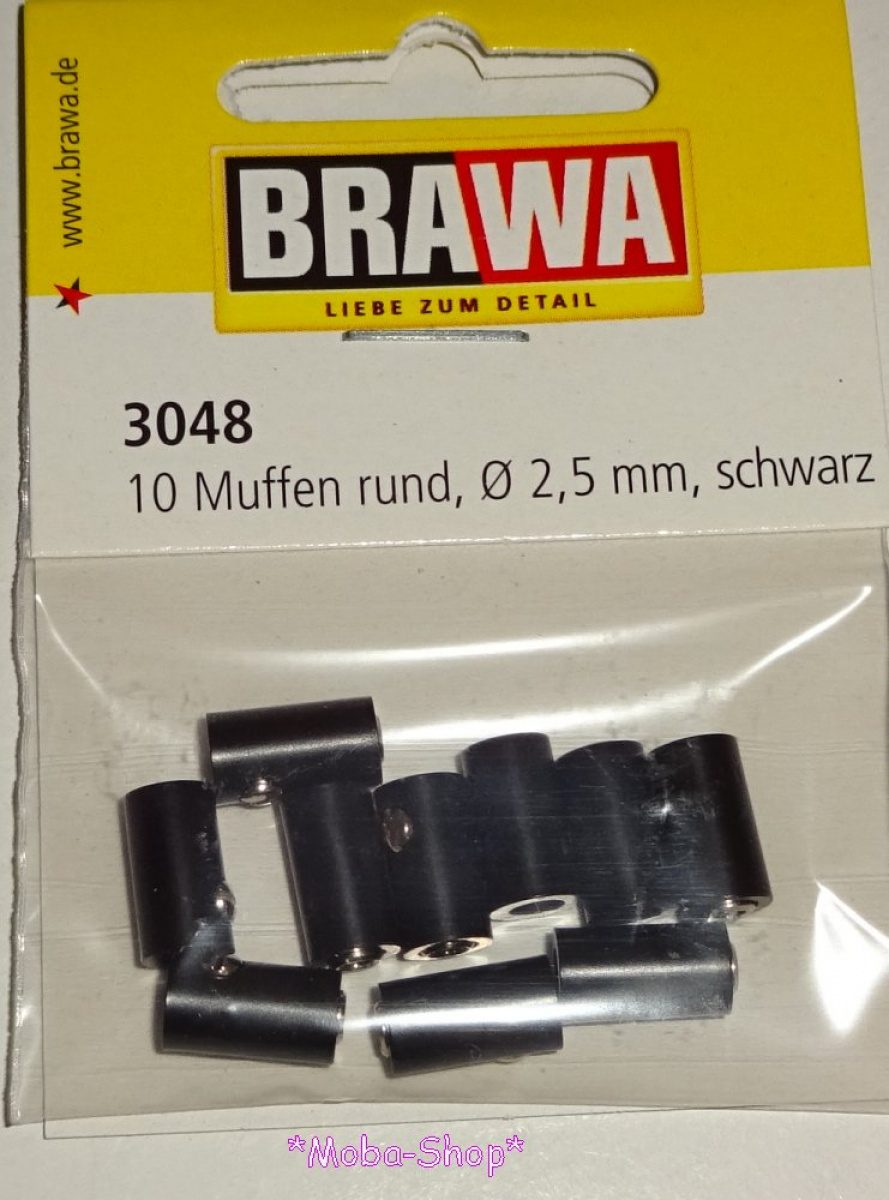 www.brawa.de
BRAWA
LIEBE ZUM DETAIL
3048
10 Muffen rund, Ø 2,5 mm, schwarz
*Moba-Shop*